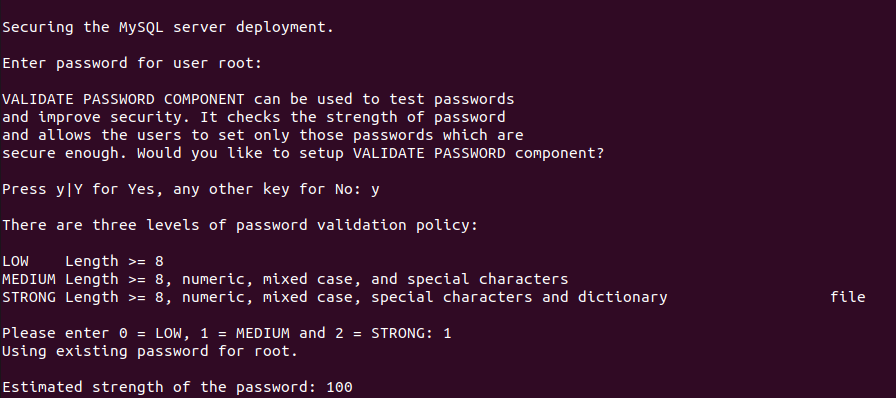 Securing the MySQL server deployment.
Enter password for user root:
VALIDATE PASSWORD COMPONENT can be used to test passwords
and improve security. It checks the strength of password
and allows the users to set only those passwords which are
secure enough. Would you like to setup VALIDATE PASSWORD component?
Press y|Y for Yes, any other key for No: y
There are three levels of password validation policy:
LOW    Length >= 8
MEDIUM Length >= 8, numeric, mixed case, and special characters
STRONG Length >= 8, numeric, mixed case, special characters and dictionary                  file
Please enter 0 = LOW, 1 = MEDIUM and 2 = STRONG: 1
Using existing password for root.
Estimated strength of the password: 100